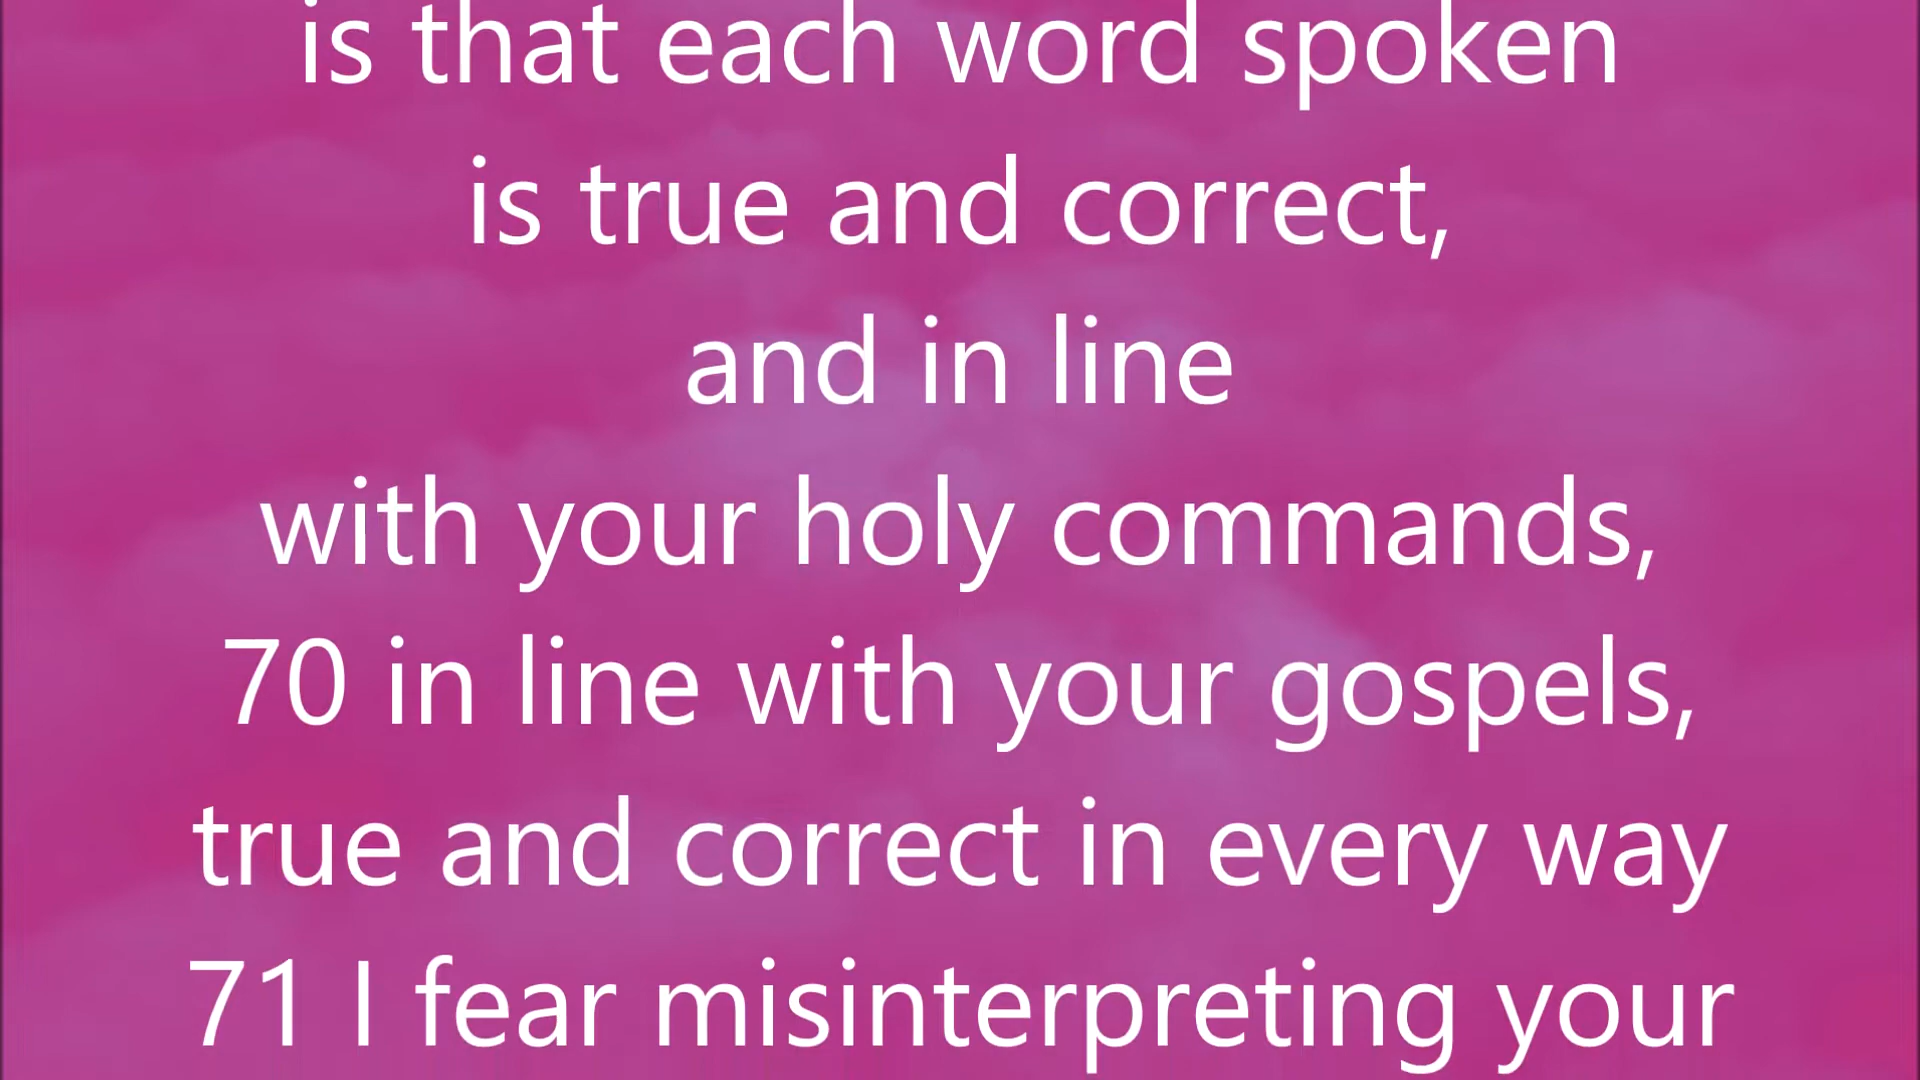 is that each word spoken
is true and correct,
and in line
with your holy commands,
70 in line with your gospels,
true and correct in every way
71 I fear misinterpreting your